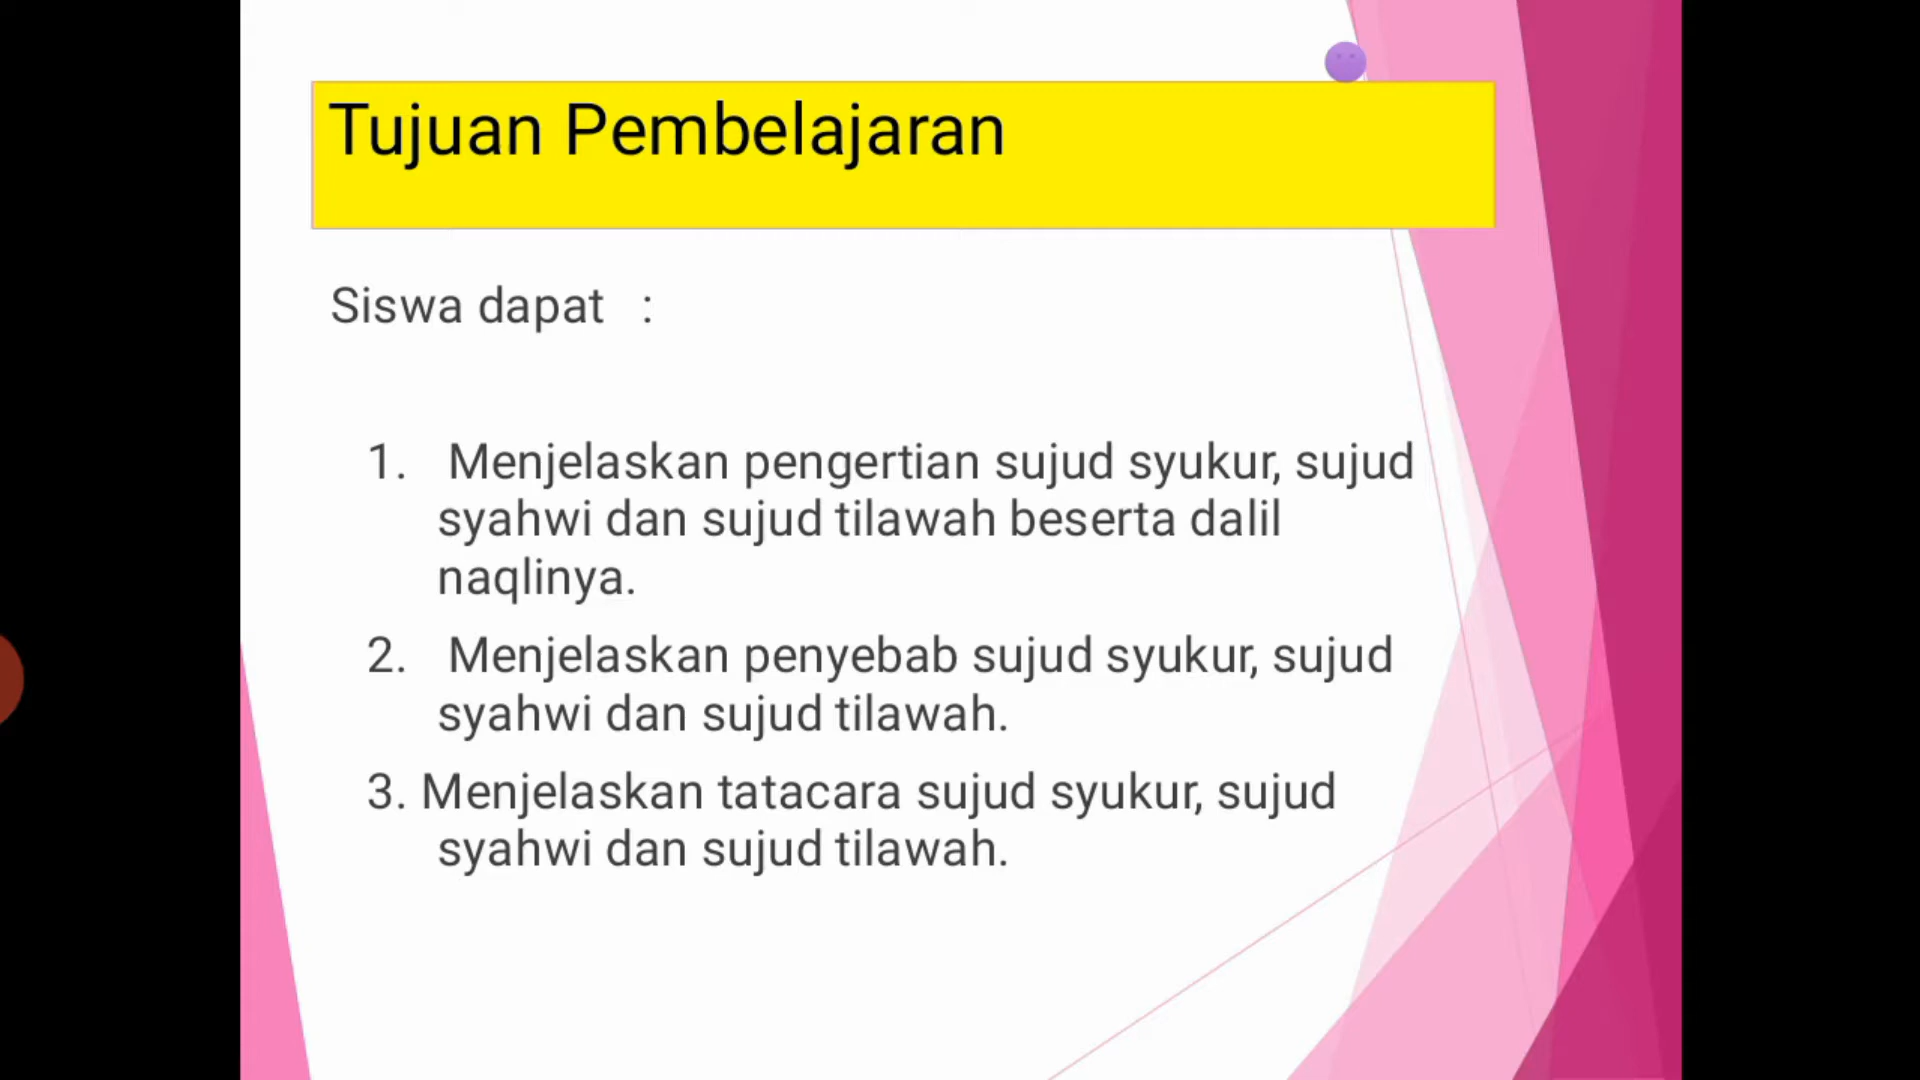 Tujuan Pembelajaran
Siswa dapat :
1. Menjelaskan pengertian sujud syukur, sujud
syahwi dan sujud tilawah beserta dalil
naqlinya.
2. Menjelaskan penyebab sujud syukur, sujud
syahwi dan sujud tilawah.
3. Menjelaskan tatacara sujud syukur, sujud
syahwi dan sujud tilawah.